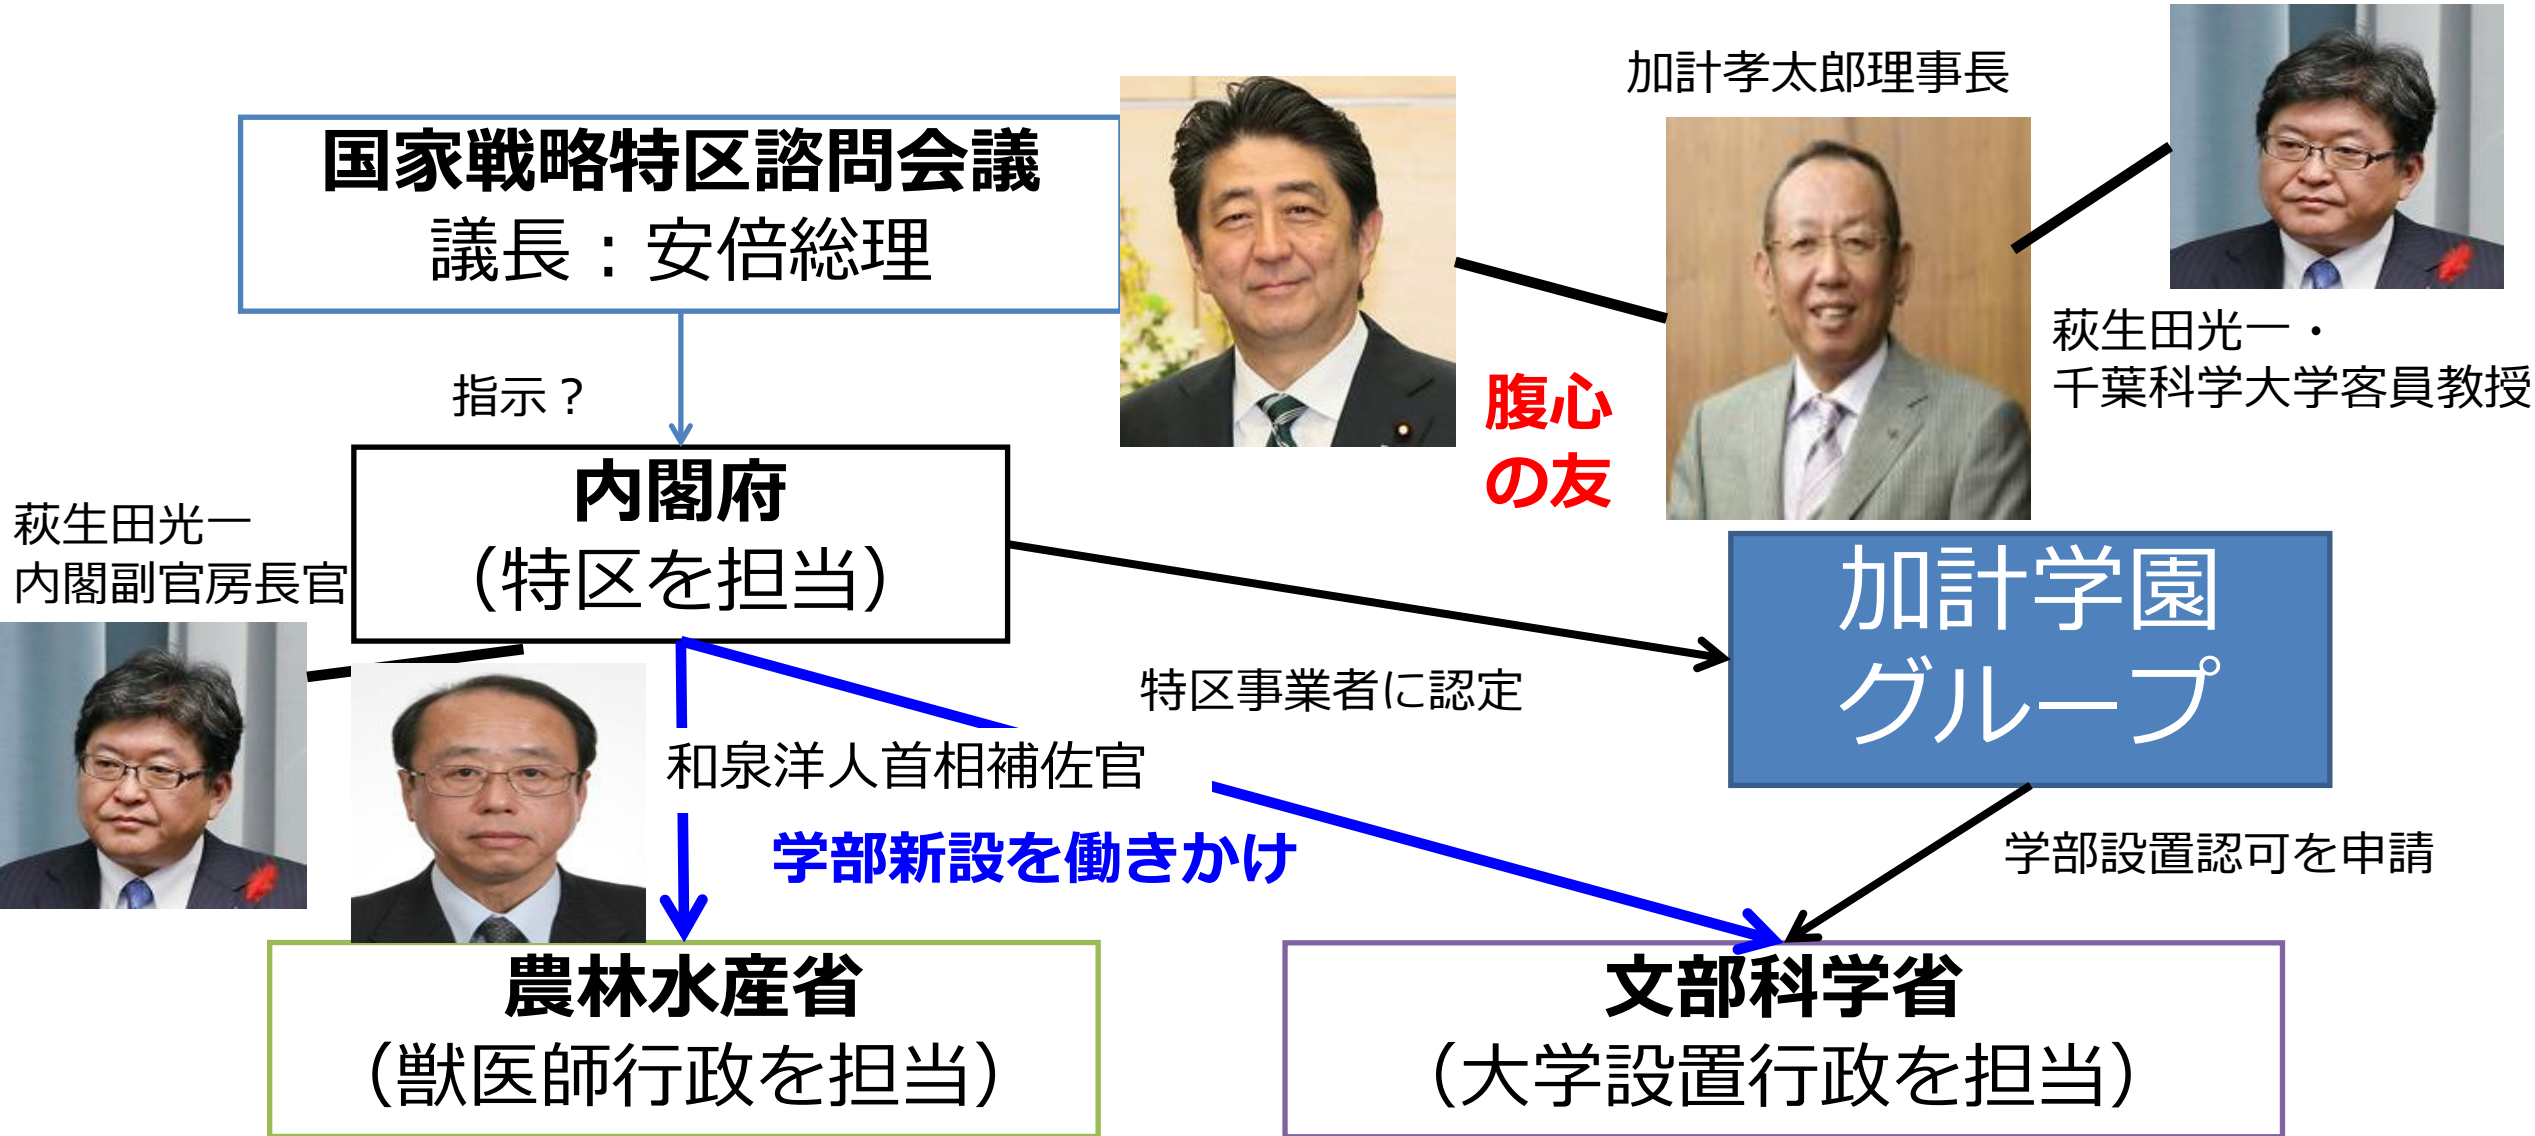 加計孝太郎理事長
国家戦略特区諮問会議
議長：安倍総理
萩生田光一・
千葉科学大学客員教授
指示？
腹心
の友
内閣府
（特区を担当）
萩生田光一
内閣副官房長官
加計学園
グループ
特区事業者に認定
和泉洋人首相補佐官
学部新設を働きかけ
学部設置認可を申請
農林水産省
（獣医師行政を担当）
文部科学省
（大学設置行政を担当）